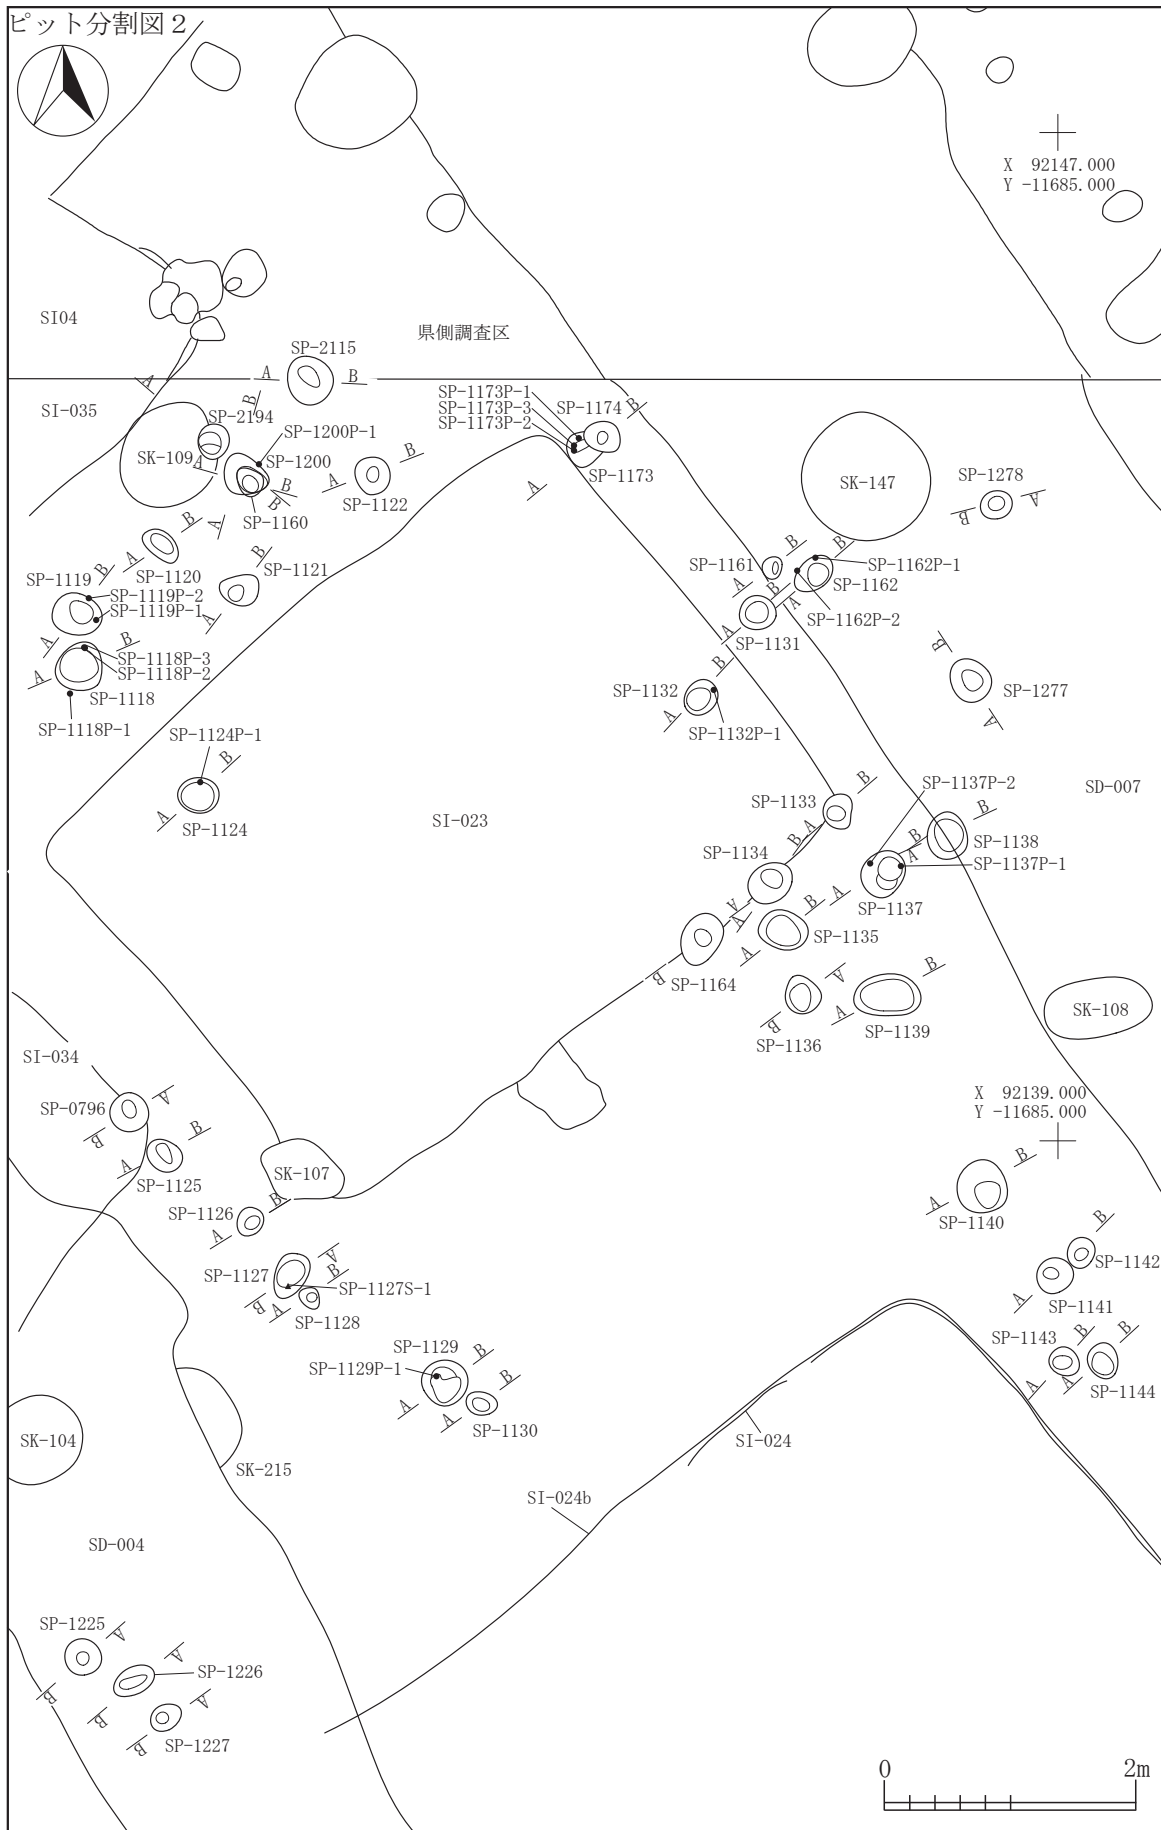 ピット分割図２
X 92147.000
Y -11685.000
SI04
県側調査区
SP-2115
A
B
A
SI-035
B
SP-2194
SP-1173P-1
SP-1173P-3
SP-1173P-2
SP-1174
B
SP-1200P-1
SK-109
A
SP-1200
B
SP-1173
A
B
A
B
SP-1122
A
SK-147
SP-1278
A
B
SP-1160
B
A
SP-1120
A
B
SP-1121
A
B
SP-1119
SP-1119P-2
SP-1119P-1
A
B
SP-1161
B
A
B
SP-1162P-1
SP-1162
SP-1162P-2
A
B
SP-1131
A
B
SP-1118P-3
SP-1118P-2
A
SP-1118
SP-1118P-1
B
SP-1132
A
SP-1132P-1
B
SP-1277
A
SP-1124P-1
B
A
SP-1124
SI-023
SP-1133
B
A
SP-1137P-2
SD-007
B
SP-1134
A
B
SP-1138
A
SP-1137P-1
B
A
SP-1137
A
B
SP-1135
A
B
SP-1164
A
B
SP-1136
B
A
SP-1139
SK-108
SI-034
X 92139.000
Y -11685.000
SP-0796
A
B
B
A
SP-1125
SK-107
B
SP-1126
A
B
A
SP-1140
B
SP-1142
A
SP-1141
SP-1127
A
B
SP-1127S-1
B
A
SP-1128
SP-1129
SP-1129P-1
B
A
B
A
SP-1130
SP-1143
B
A
B
A
SP-1144
SK-104
SK-215
SI-024
SI-024b
SD-004
SP-1225
A
B
A
SP-1226
B
A
SP-1227
B
0
2m